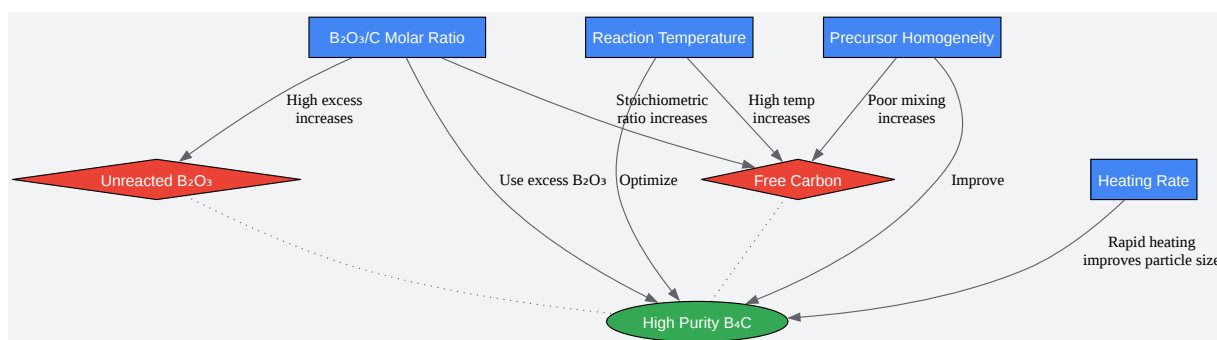 B₂O₃/C Molar Ratio
Reaction Temperature
Precursor Homogeneity
High excess
increases
Stoichiometric
ratio increases
High temp
increases
Poor mixing
increases
Unreacted B₂O₃
Use excess B₂O₃
Optimize
Free Carbon
Improve
Heating Rate
Rapid heating
improves particle size
High Purity B₄C